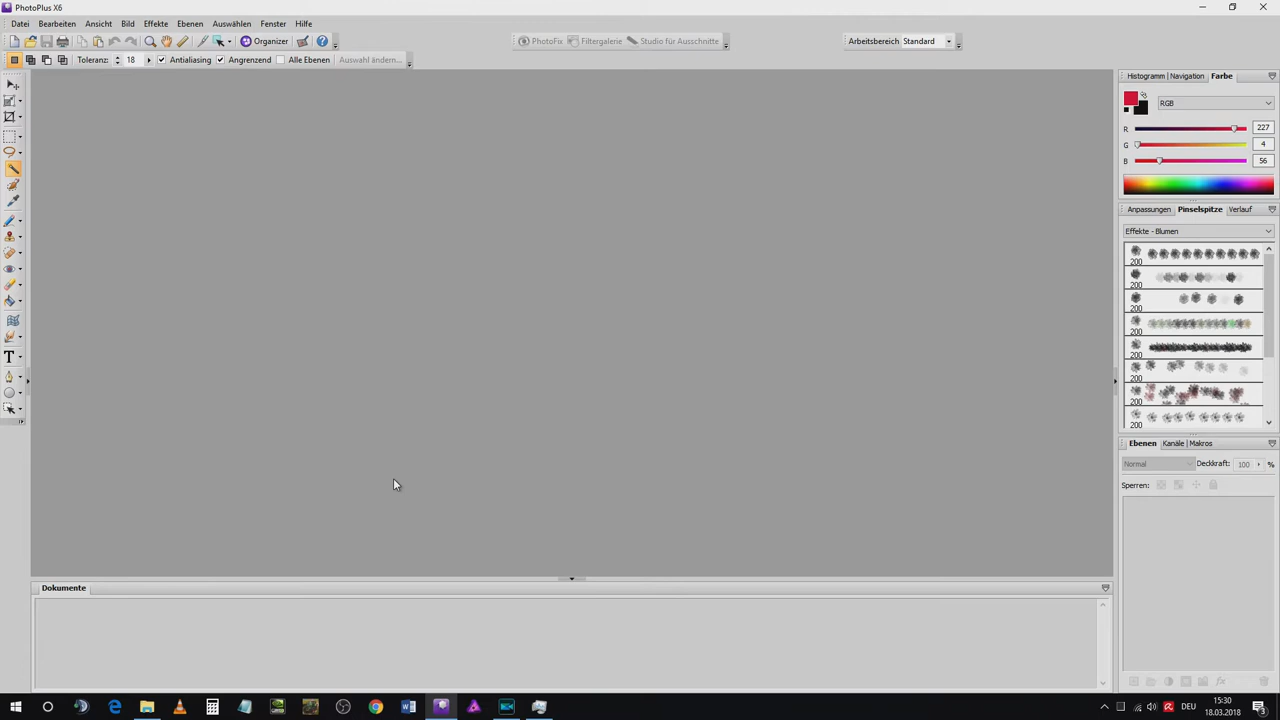 PhotoPlus X6
Datei Bearbeiten Ansicht Bild Effekte Ebenen Auswählen Fenster Hilfe
Organizer PhotoFix Filtergalerie Studio für Ausschnitte Arbeitsbereich Standard
Toleranz: 18 Antialiasing Angrenzend Alle Ebenen Auswahl ändern...
Histogramm | Navigation Farbe
RGB
R 227
G 4
B 56
Anpassungen Pinselspitze Verlauf
Effekte - Blumen
200
200
200
200
200
200
200
200
Ebenen Kanäle | Makros
Normal Deckkraft: 100 %
Sperren:
T
fx
Dokumente
DEU
15:30
18.03.2018
3